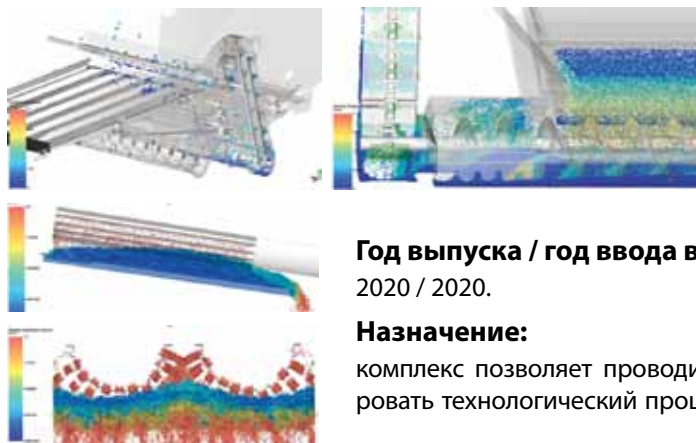 Год выпуска / год ввода в
2020 / 2020.
Назначение:
комплекс позволяет проводи
ровать технологический проц